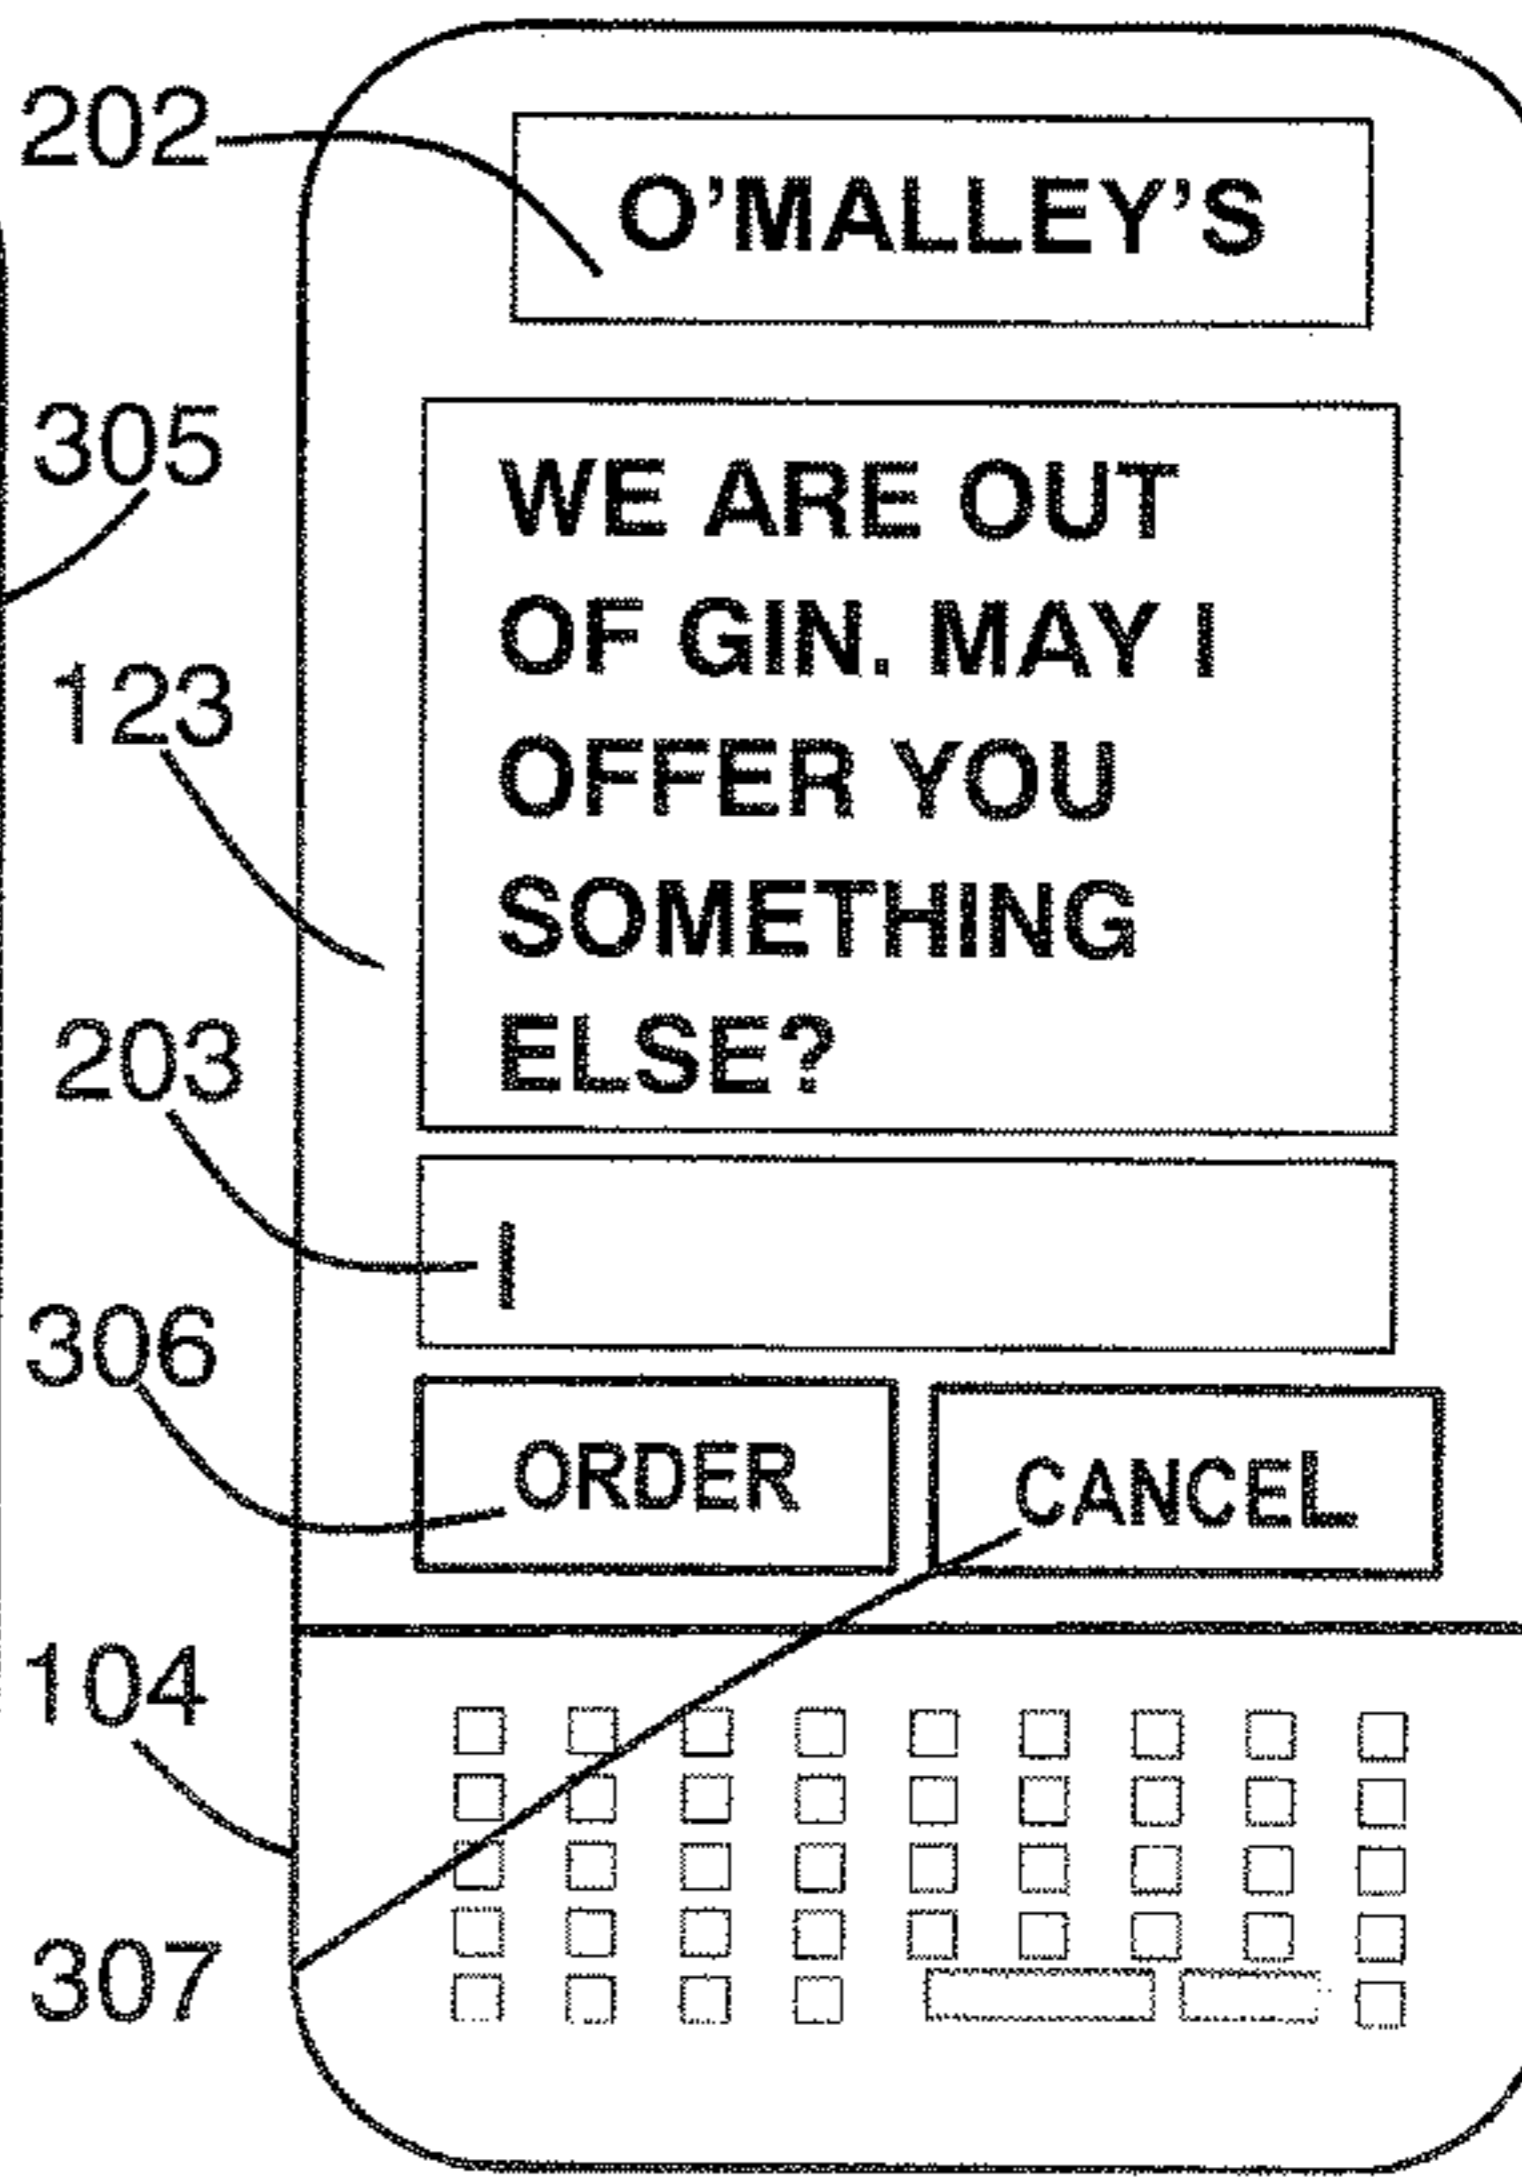 202
O'MALLEY'S
305
WE ARE OUT
OF GIN. MAY I
123
OFFER YOU
SOMETHING
203
ELSE?
306
ORDER
CANCEL
104
307